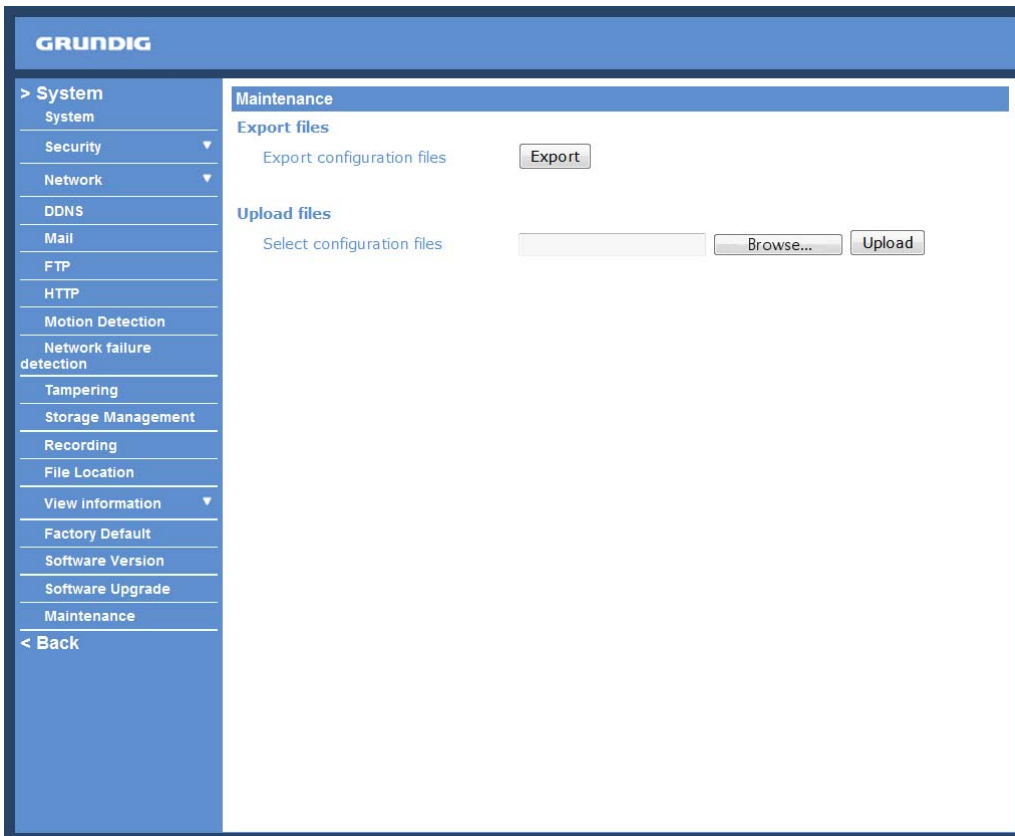 GRUNDIG
> System
System
Security
Network
DDNS
Mail
FTP
HTTP
Motion Detection
Network failure
detection
Tampering
Storage Management
Recording
File Location
View information
Factory Default
Software Version
Software Upgrade
Maintenance
< Back
Maintenance
Export files
Export configuration files Export
Upload files
Select configuration files Browse... Upload